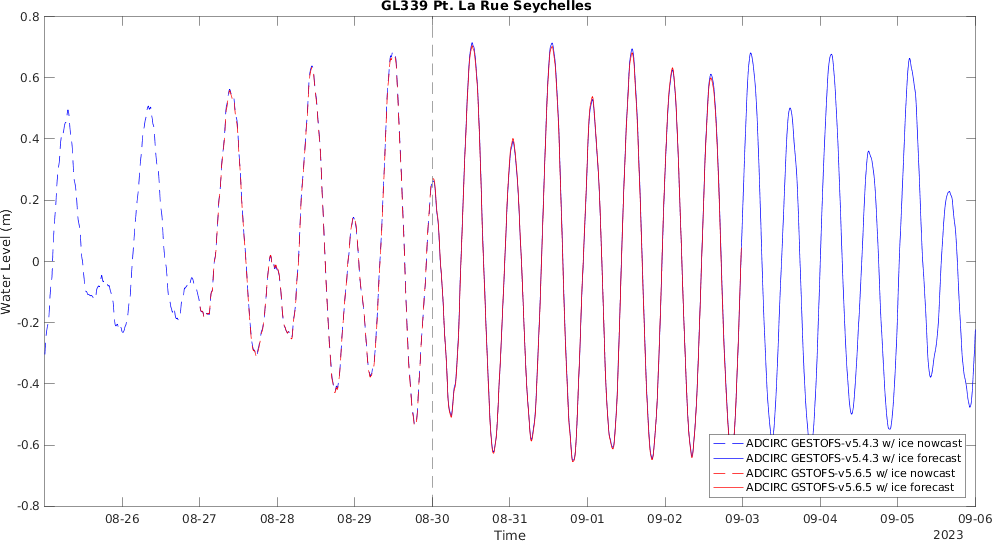 GL339 Pt. La Rue Seychelles
0.8
0.6
0.4
0.2
0
-0.2
-0.4
-0.6
-0.8
Water Level (m)
ADCIRC GESTOFS-v5.4.3 w/ ice nowcast
ADCIRC GESTOFS-v5.4.3 w/ ice forecast
ADCIRC GSTOFS-v5.6.5 w/ ice nowcast
ADCIRC GSTOFS-v5.6.5 w/ ice forecast
08-26 08-27 08-28 08-29 08-30 08-31 09-01 09-02 09-03 09-04 09-05 09-06
Time
2023